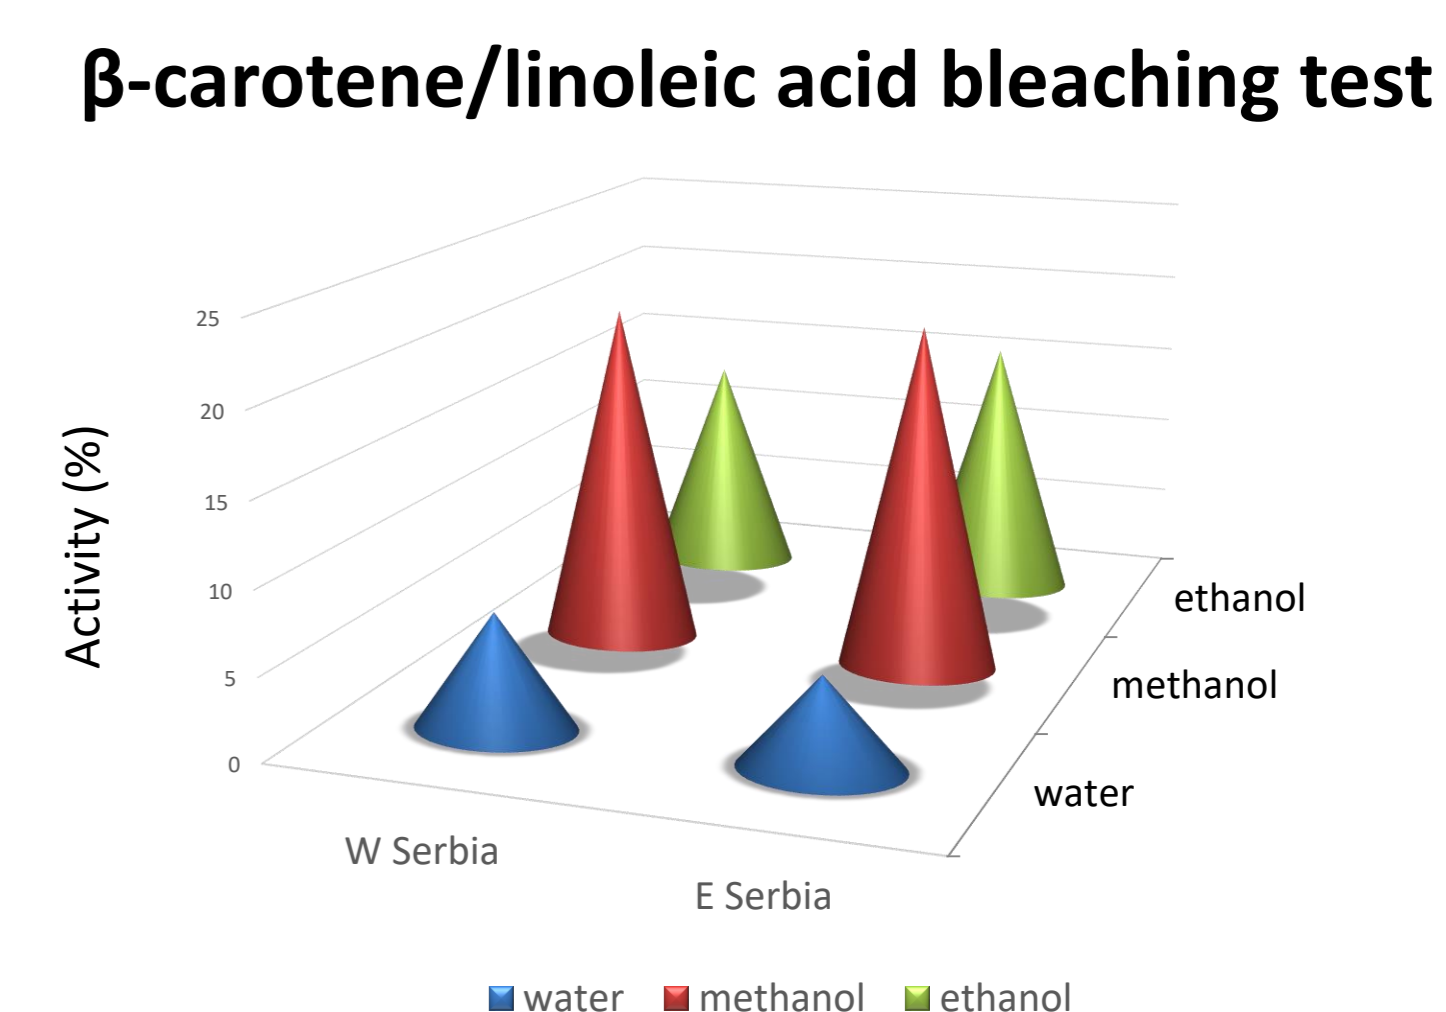 β-carotene/linoleic acid bleaching test
25
20
15
10
5
0
Activity (%)
ethanol
methanol
water
W Serbia
E Serbia
water methanol ethanol